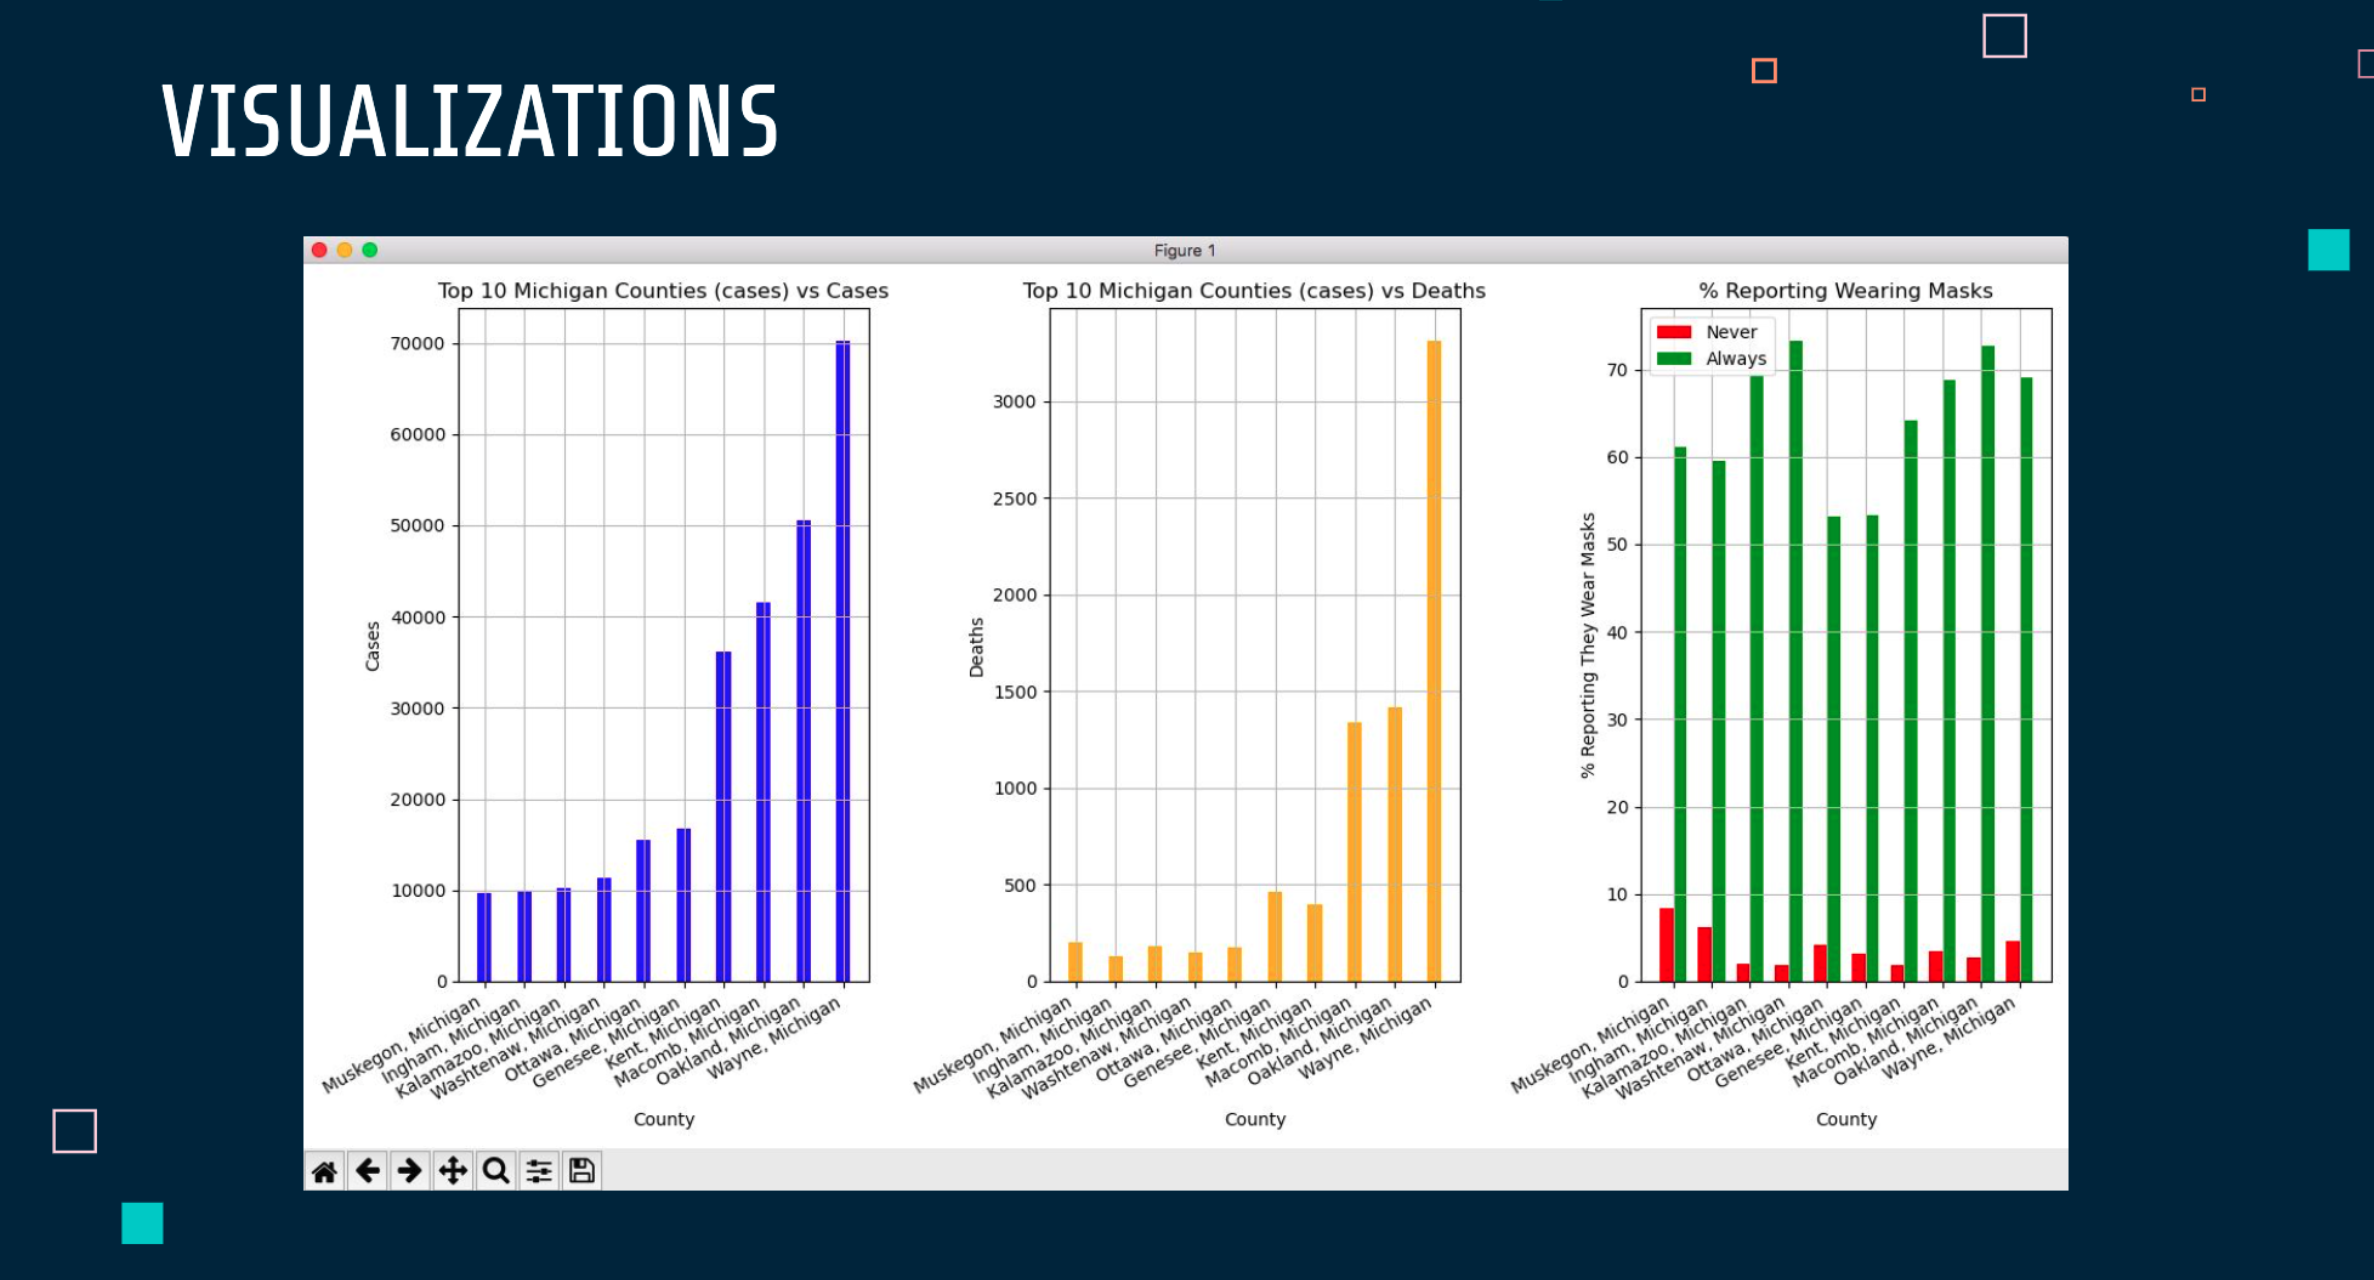 VISUALIZATIONS
Figure 1
Top 10 Michigan Counties (cases) vs Cases
70000
60000
50000
40000
30000
20000
10000
0
Cases
Muskegon, Michigan
Ingham, Michigan
Kalamazoo, Michigan
Washtenaw, Michigan
Ottawa, Michigan
Genesee, Michigan
Kent, Michigan
Macomb, Michigan
Oakland, Michigan
Wayne, Michigan
County
Top 10 Michigan Counties (cases) vs Deaths
3000
2500
2000
1500
1000
500
0
Deaths
Muskegon, Michigan
Ingham, Michigan
Kalamazoo, Michigan
Washtenaw, Michigan
Ottawa, Michigan
Genesee, Michigan
Kent, Michigan
Macomb, Michigan
Oakland, Michigan
Wayne, Michigan
County
% Reporting Wearing Masks
Never
Always
70
60
50
40
30
20
10
0
% Reporting They Wear Masks
Muskegon, Michigan
Ingham, Michigan
Kalamazoo, Michigan
Washtenaw, Michigan
Ottawa, Michigan
Genesee, Michigan
Kent, Michigan
Macomb, Michigan
Oakland, Michigan
Wayne, Michigan
County